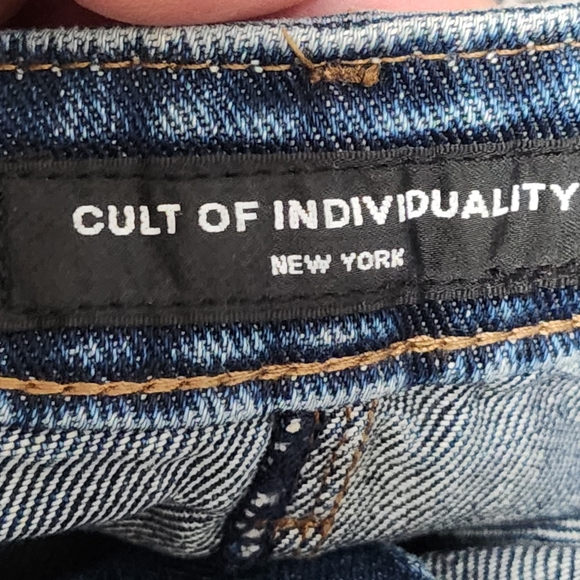 CULT OF INDIVIDUALITY
NEW YORK